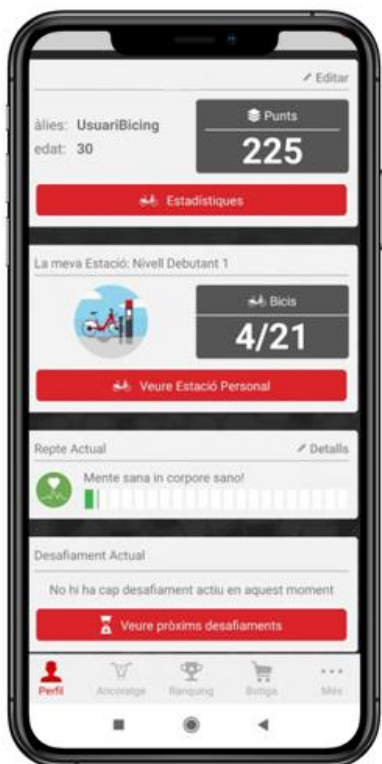 Editar
àlies: UsuariBicing
edat: 30
Punts
225
Estadístiques
La meva Estació: Nivell Debutant 1
Bicis
4/21
Veure Estació Personal
Repte Actual
Detalls
Mente sana in corpore sano!
Desafiament Actual
No hi ha cap desafiament actiu en aquest moment
Veure pròxims desafiaments
Perfil Ancoratge Rànquing Botiga Més